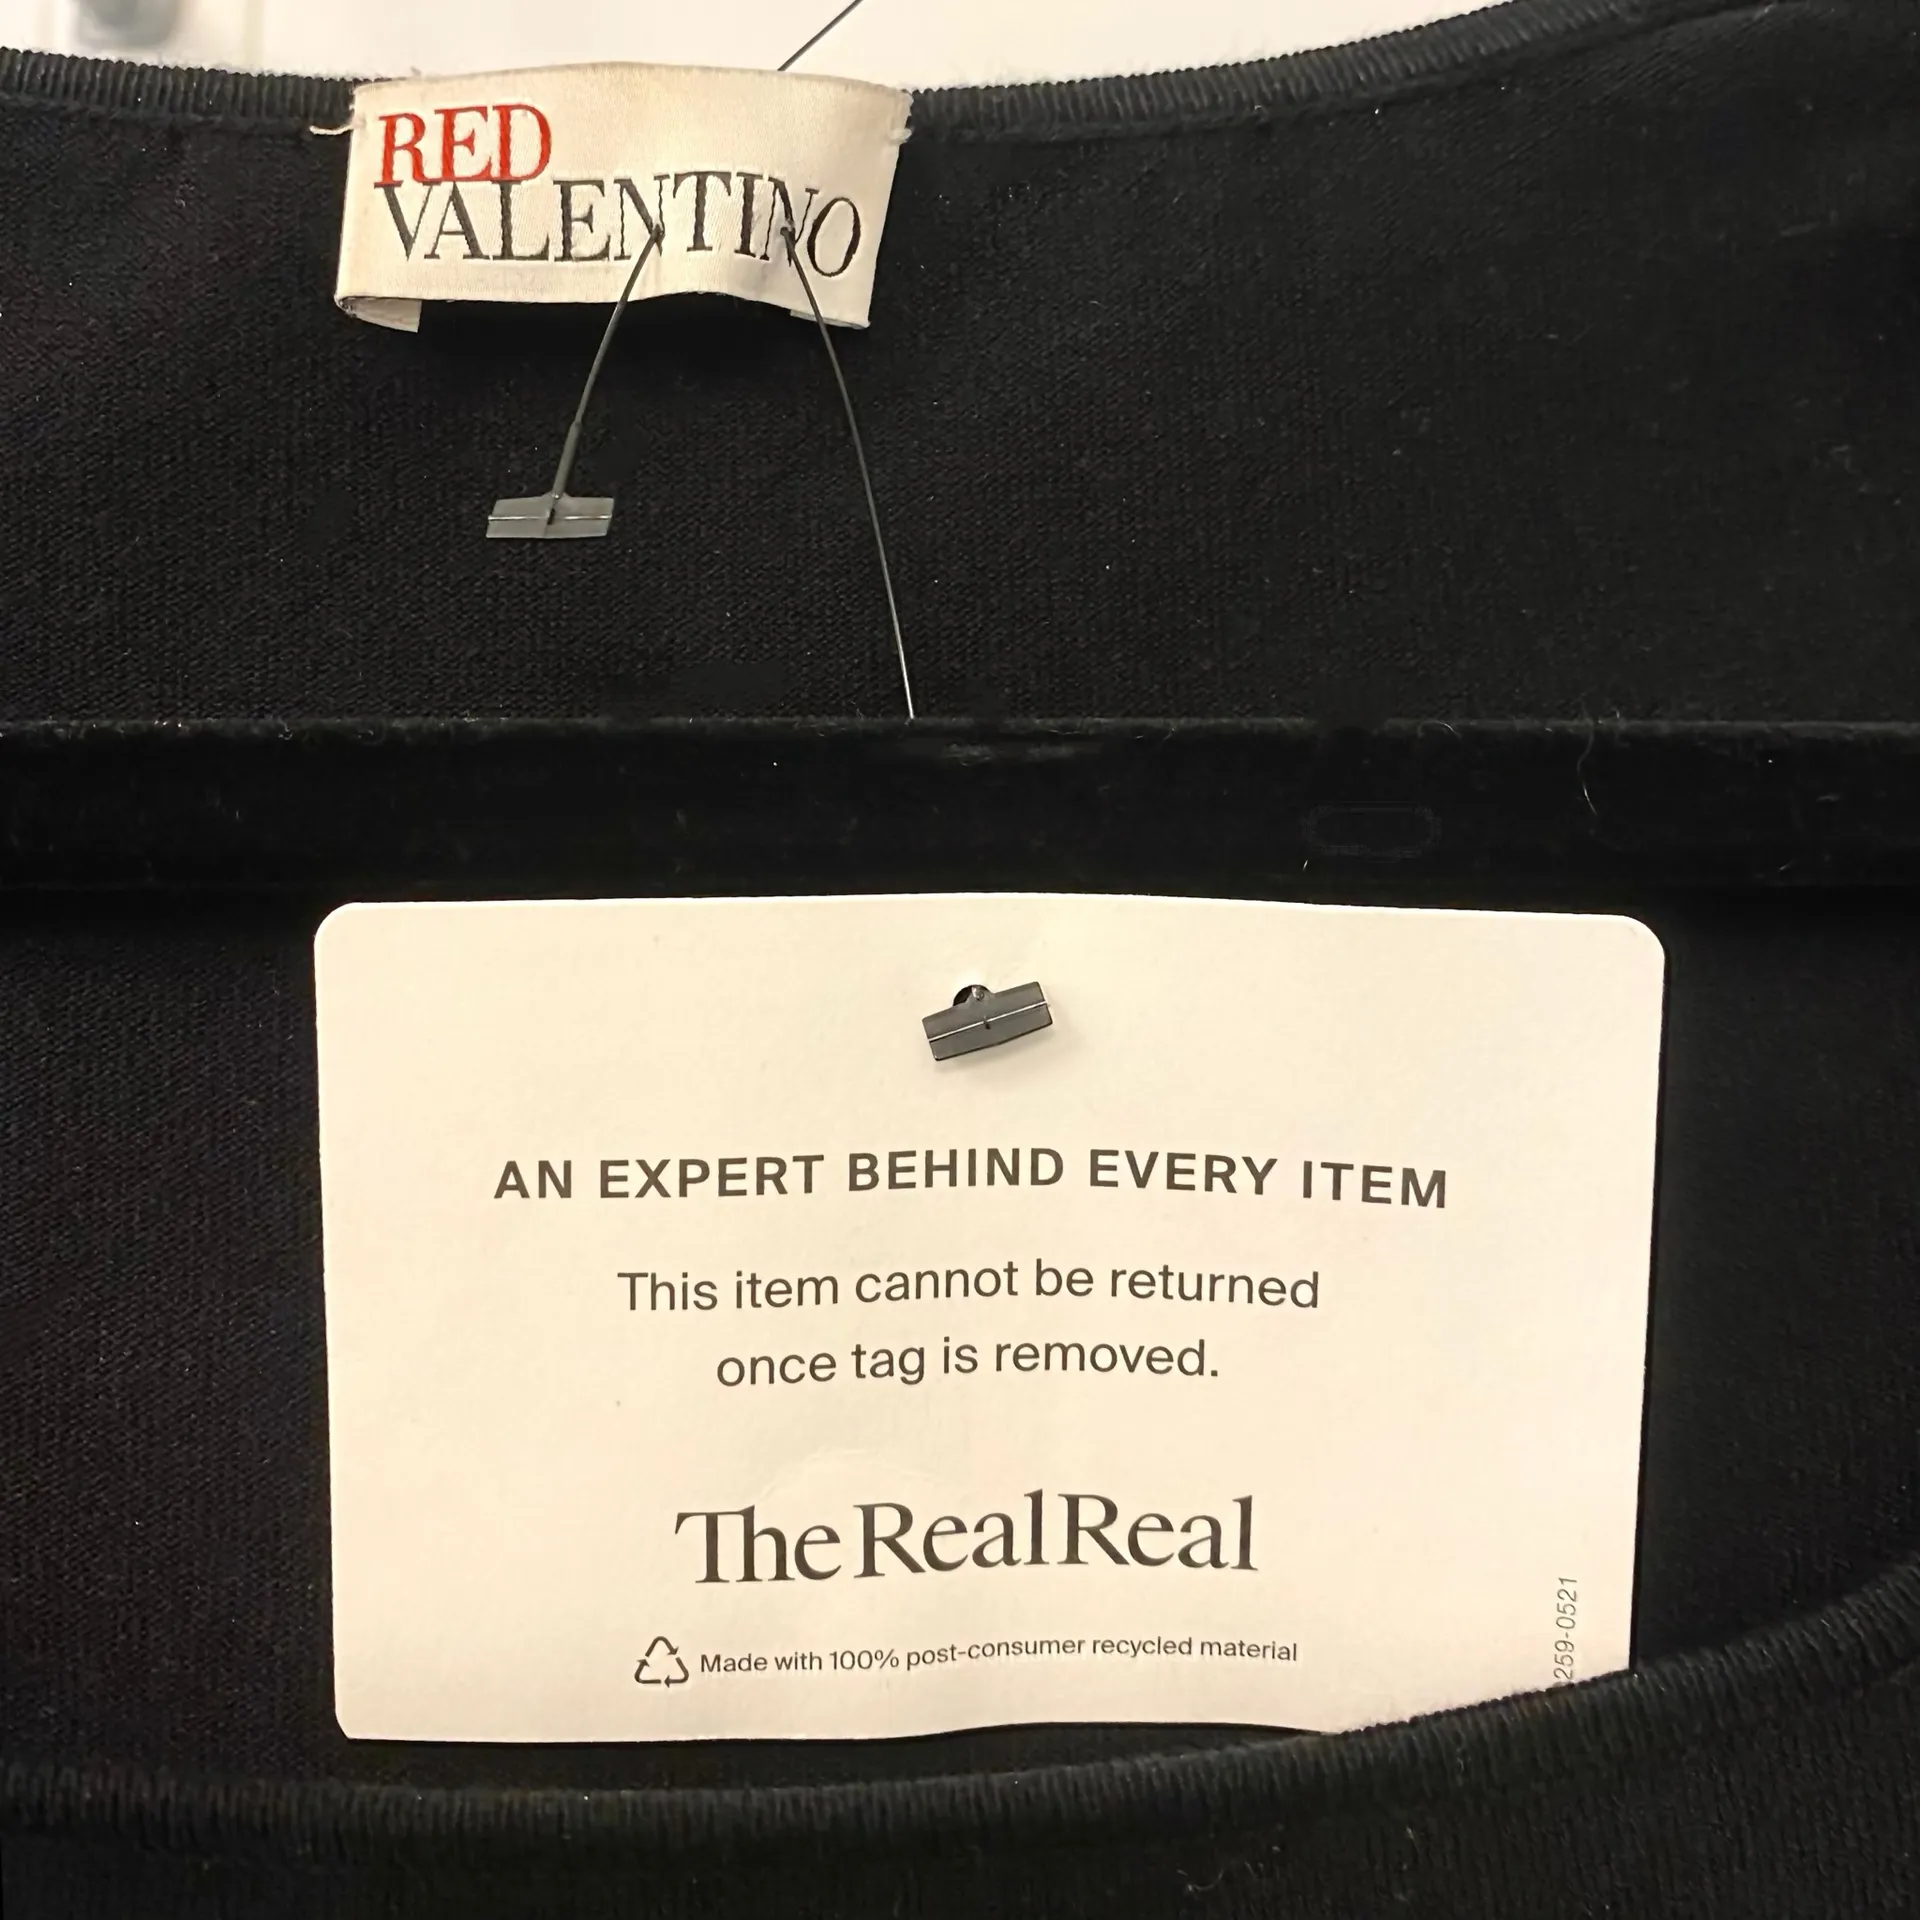 RED
VALENTINO
AN EXPERT BEHIND EVERY ITEM
This item cannot be returned
once tag is removed.
The RealReal
Made with 100% post-consumer recycled material
259-0521